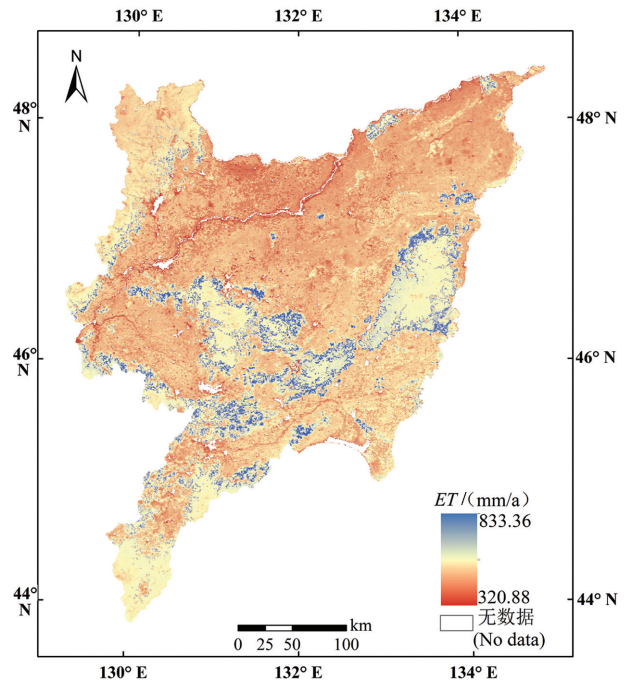 130° E 132° E 134° E
N
48° N
48° N
46° N
46° N
ET /(mm/a)
833.36
320.88
无数据
(No data)
44° N
44° N
km
0 25 50 100
130° E 132° E 134° E